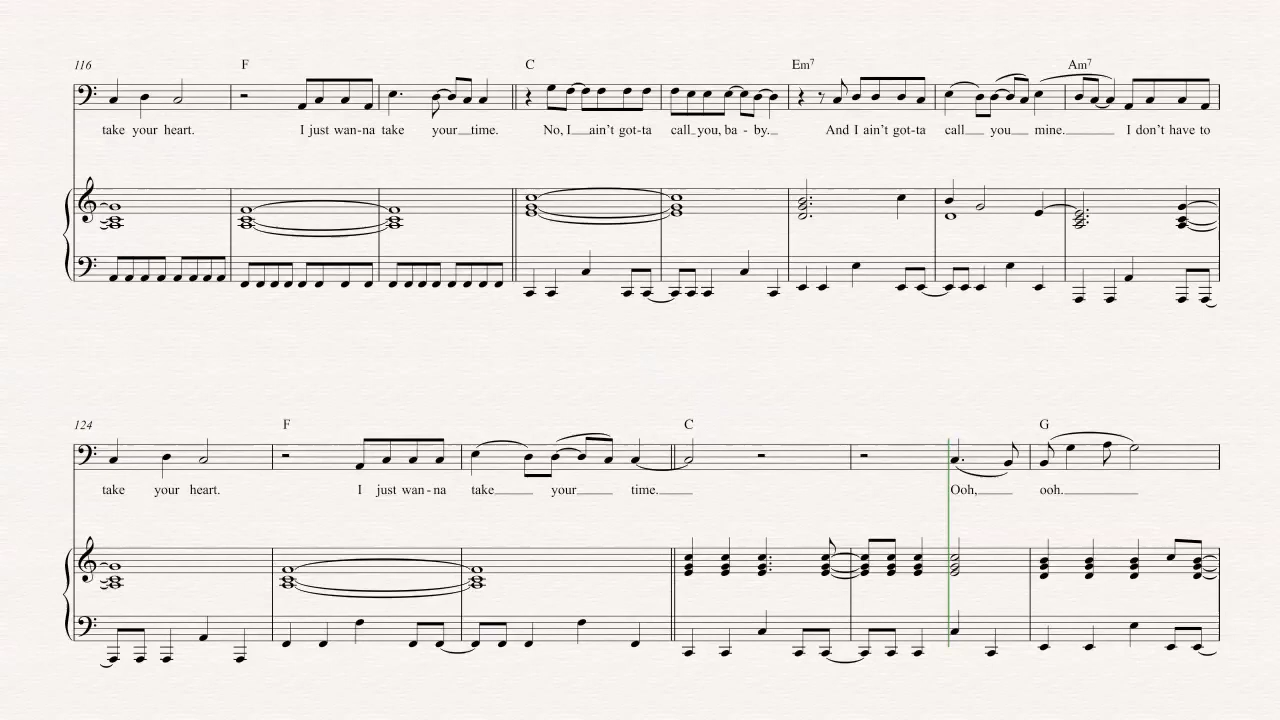 116 F C Em7 Am7
take your heart. I just wan-na take your time. No, I ain't got-ta call you, ba - by. And I ain't got-ta call you mine. I don't have to
124 F C G
take your heart. I just wan-na take your time. Ooh, ooh.